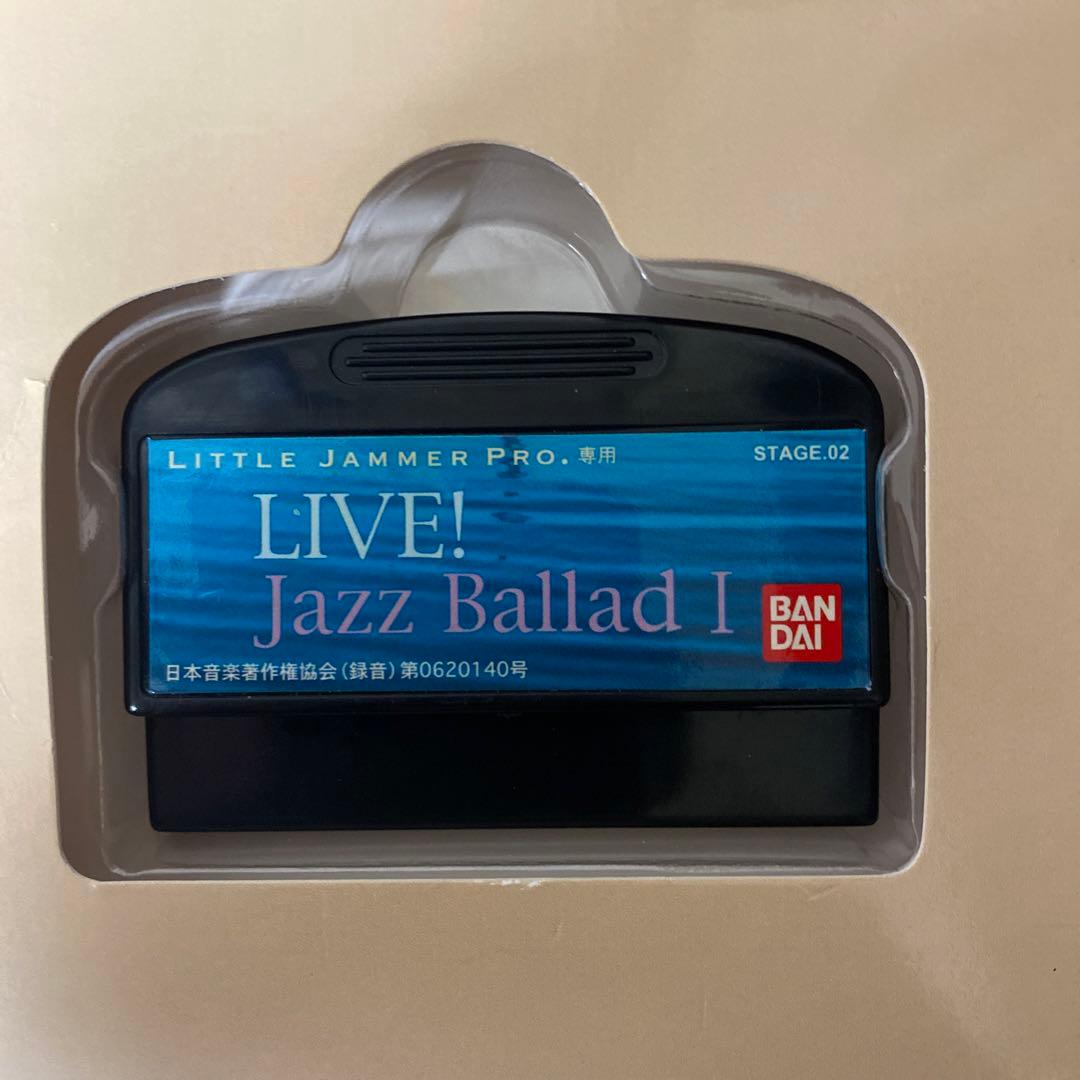 LITTLE JAMMER PRO. 専用
STAGE.02
LIVE!
Jazz Ballad I
BAN
DAI
日本音楽著作権協会(録音)第0620140号